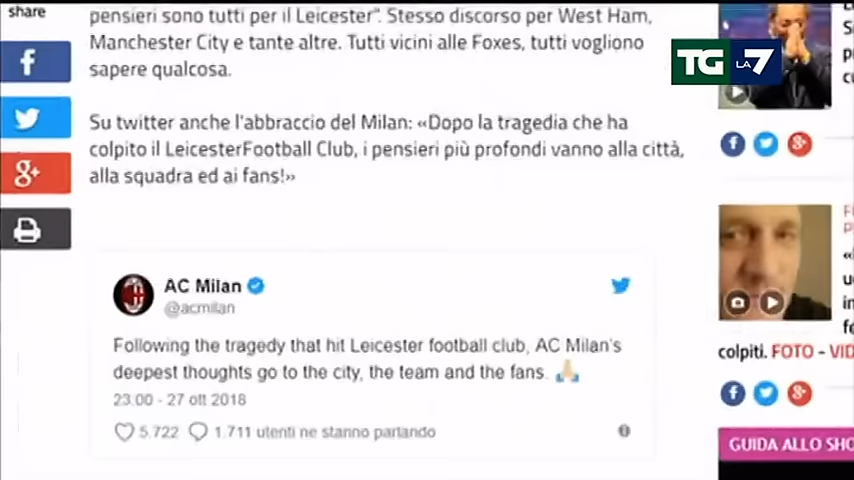 share
pensieri sono tutti per il Leicester". Stesso discorso per West Ham,
Manchester City e tante altre. Tutti vicini alle Foxes, tutti vogliono
sapere qualcosa.
Su twitter anche l'abbraccio del Milan: «Dopo la tragedia che ha
colpito il LeicesterFootball Club, i pensieri più profondi vanno alla città,
alla squadra ed ai fans!»
AC Milan
@acmilan
Following the tragedy that hit Leicester football club, AC Milan's
deepest thoughts go to the city, the team and the fans.
23:00 - 27 ott 2018
5.722 1.711 utenti ne stanno parlando
TG LA7
colpiti. FOTO - VID
GUIDA ALLO SHO